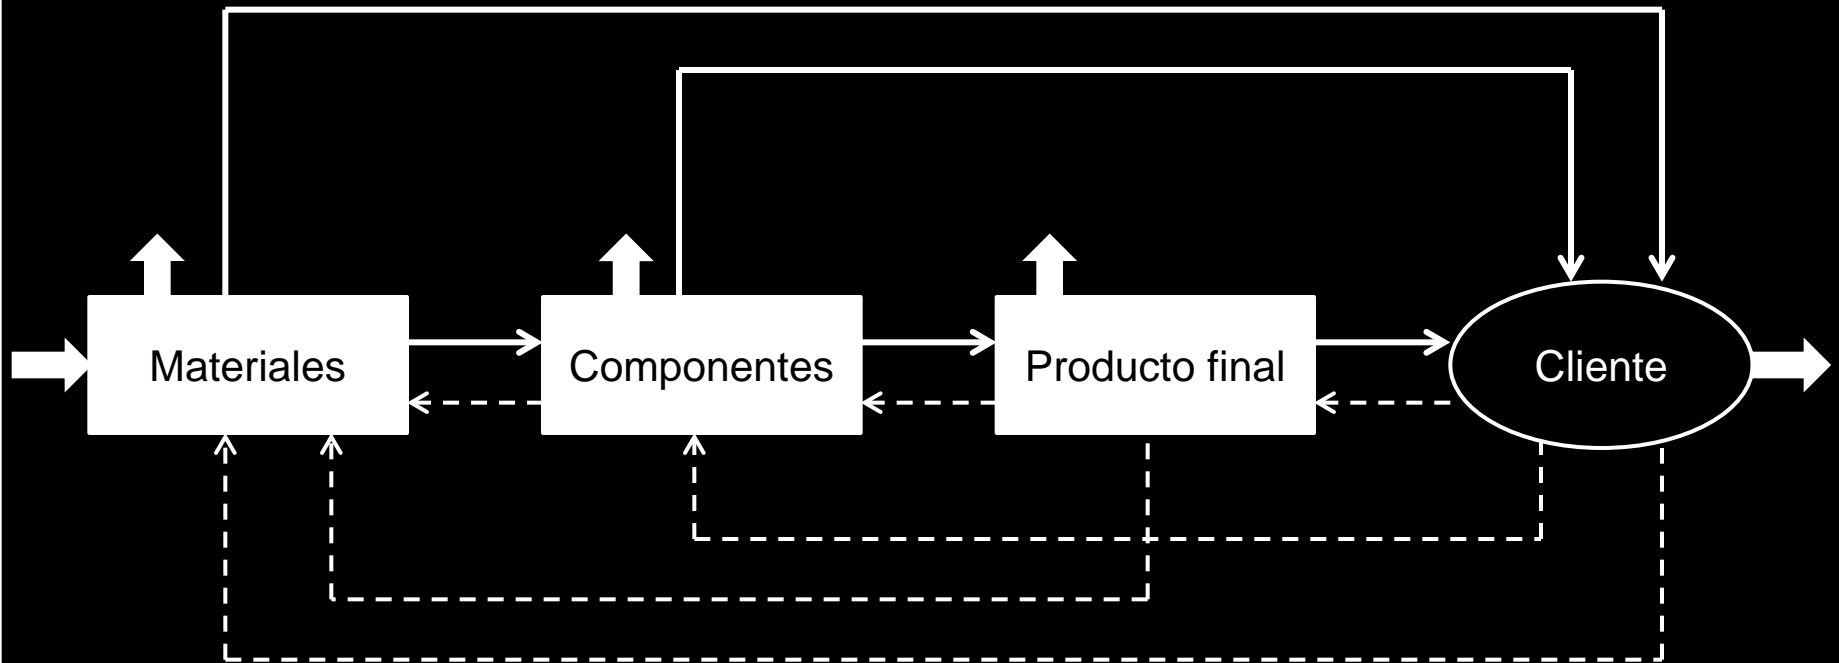 Materiales
Componentes
Producto final
Cliente